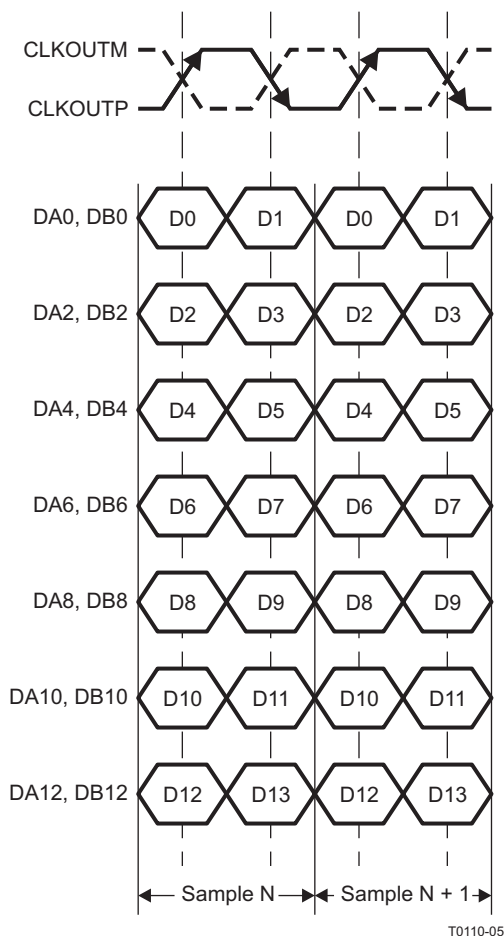 CLKOUTM
CLKOUTP
DA0, DB0 D0 D1 D0 D1
DA2, DB2 D2 D3 D2 D3
DA4, DB4 D4 D5 D4 D5
DA6, DB6 D6 D7 D6 D7
DA8, DB8 D8 D9 D8 D9
DA10, DB10 D10 D11 D10 D11
DA12, DB12 D12 D13 D12 D13
Sample N Sample N + 1
T0110-05